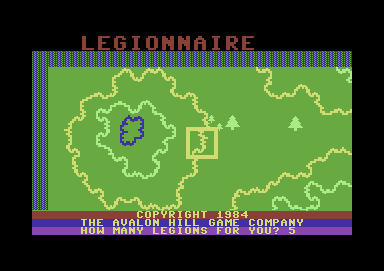 LEGIONNAIRE
COPYRIGHT 1984
THE AVALON HILL GAME COMPANY
HOW MANY LEGIONS FOR YOU? 5